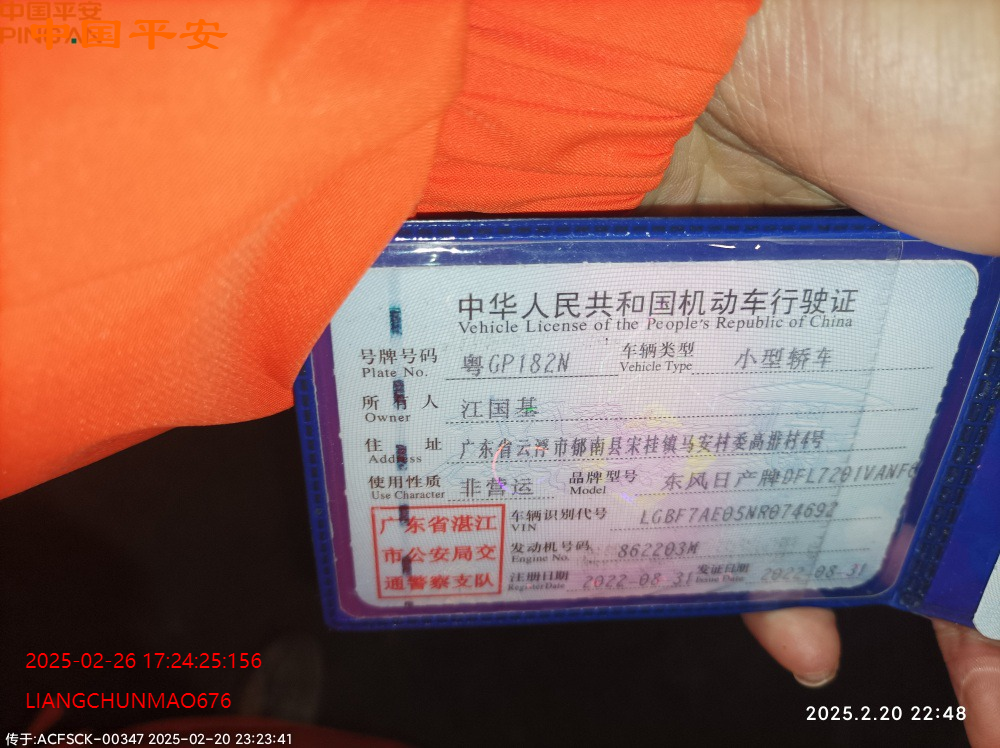 中国平安
PINGAN
中国平安
中华人民共和国机动车行驶证
Vehicle License of the People's Republic of China
号牌号码 粤GP182N 车辆类型 小型轿车
Plate No. Vehicle Type
所有人 江国基
Owner
住址 广东省云浮市郁南县宋桂镇马安村委高淮村4号
Address
使用性质 非营运 品牌型号 东风日产牌DFL7201VANF
Use Character Model
广东省湛江
市公安局交
通警察支队
车辆识别代号 LGBF7AE05NR074692
VIN
发动机号码 862203M
Engine No.
注册日期 2022-08-31 发证日期 2022-08-31
Register Date Issue Date
2025-02-26 17:24:25:156
LIANGCHUNMAO676
2025.2.20 22:48
传于:ACFSCK-00347 2025-02-20 23:23:41